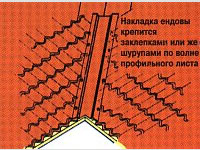 Накладка ендовы
крепится
заклепками или же
шурупами по волне
профильного листа